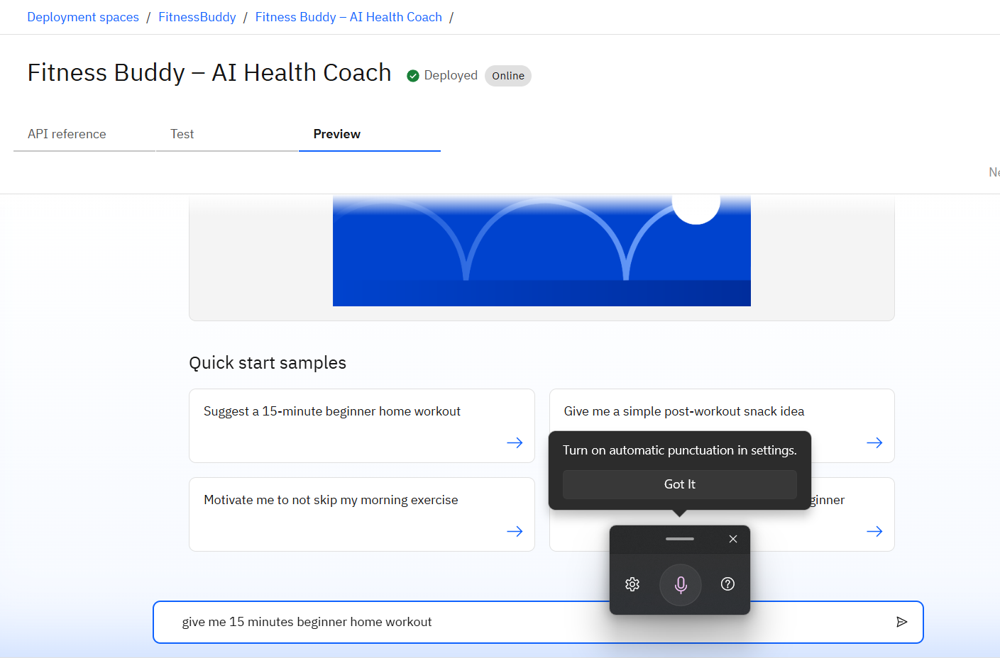 Deployment spaces / FitnessBuddy / Fitness Buddy – AI Health Coach /
Fitness Buddy – AI Health Coach Deployed Online
API reference Test Preview
Quick start samples
Suggest a 15-minute beginner home workout
Give me a simple post-workout snack idea
Turn on automatic punctuation in settings.
Got It
Motivate me to not skip my morning exercise
give me 15 minutes beginner home workout